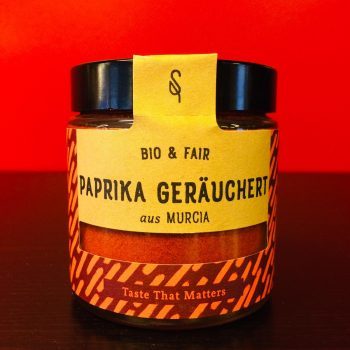 BIO & FAIR
PAPRIKA GERÄUCHERT
aus MURCIA
Taste That Matters